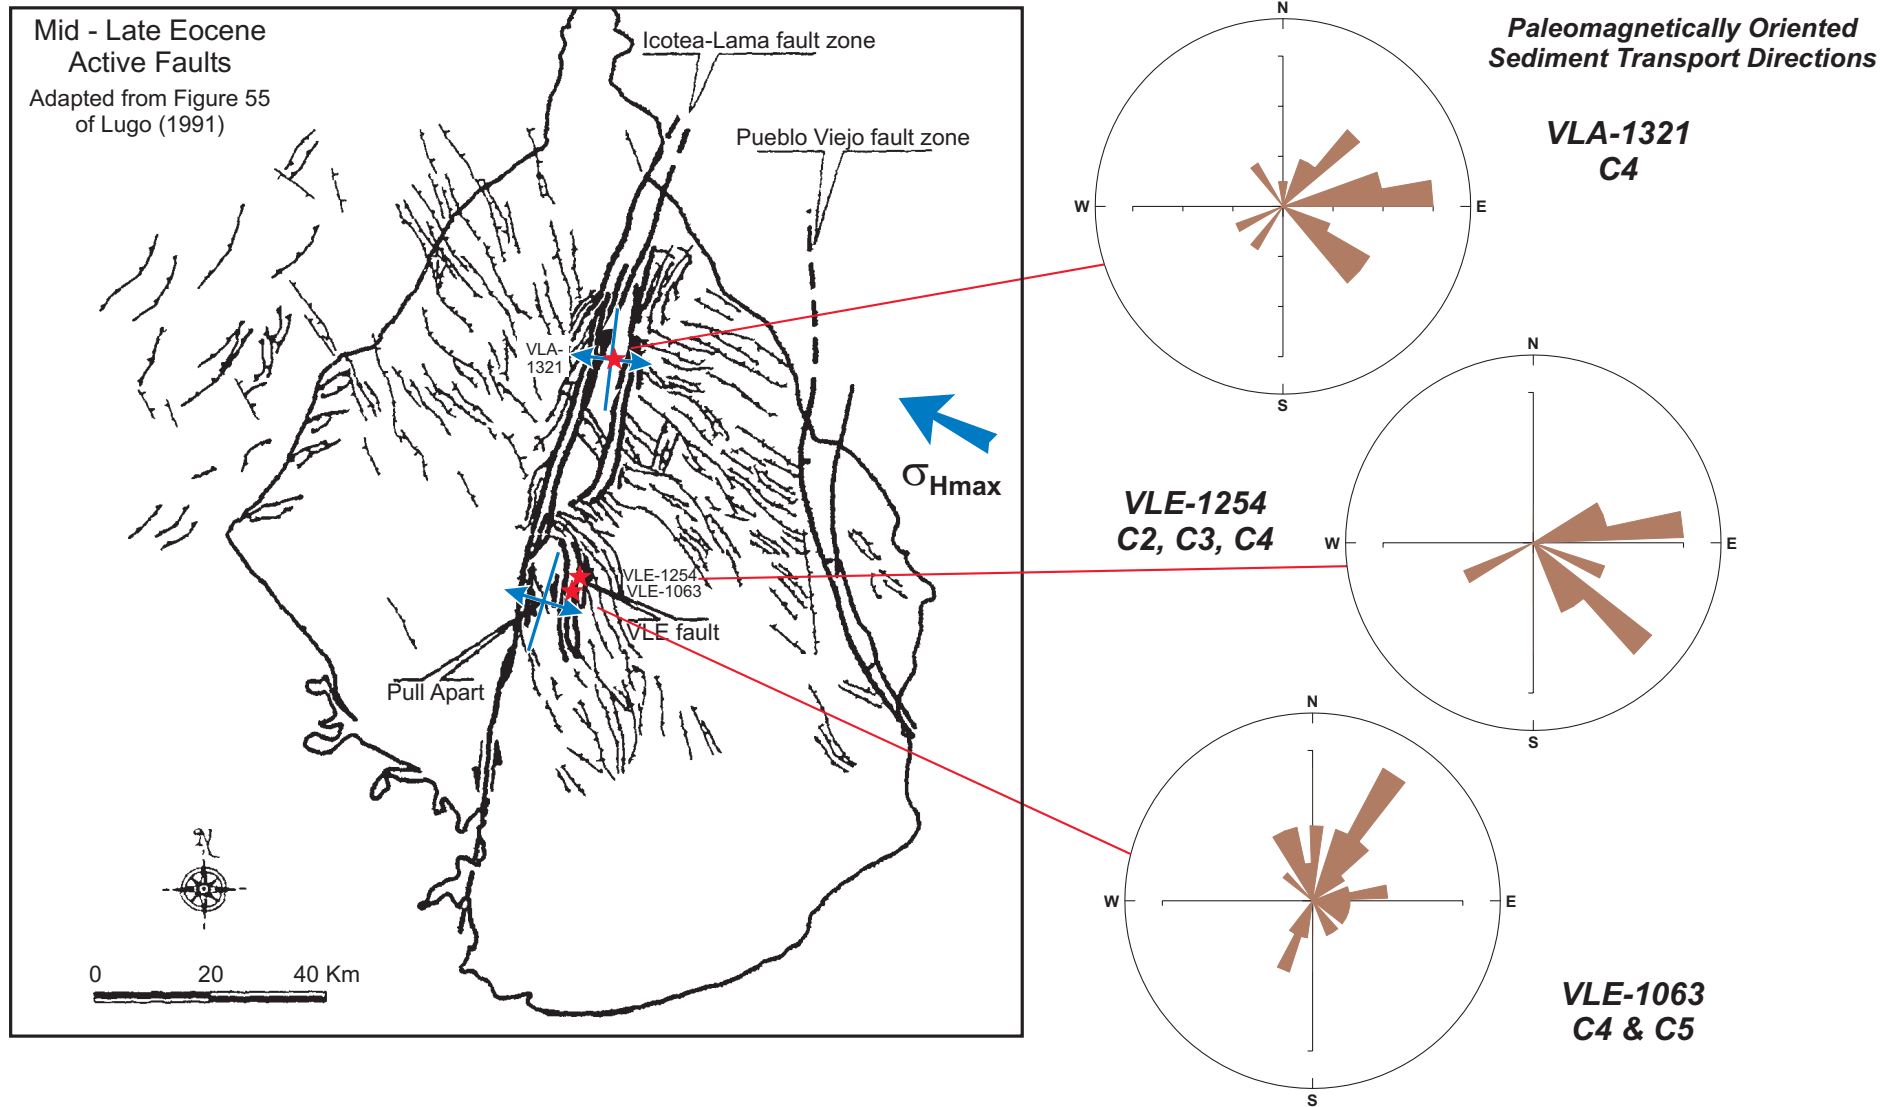 Mid - Late Eocene
Active Faults
Adapted from Figure 55
of Lugo (1991)
Icotea-Lama fault zone
Pueblo Viejo fault zone
VLA-
1321
σHmax
VLE-1254
VLE-1063
VLE fault
Pull Apart
N
0 20 40 Km
Paleomagnetically Oriented
Sediment Transport Directions
VLA-1321
C4
N
W
E
S
VLE-1254
C2, C3, C4
N
W
E
S
N
W
E
S
VLE-1063
C4 & C5